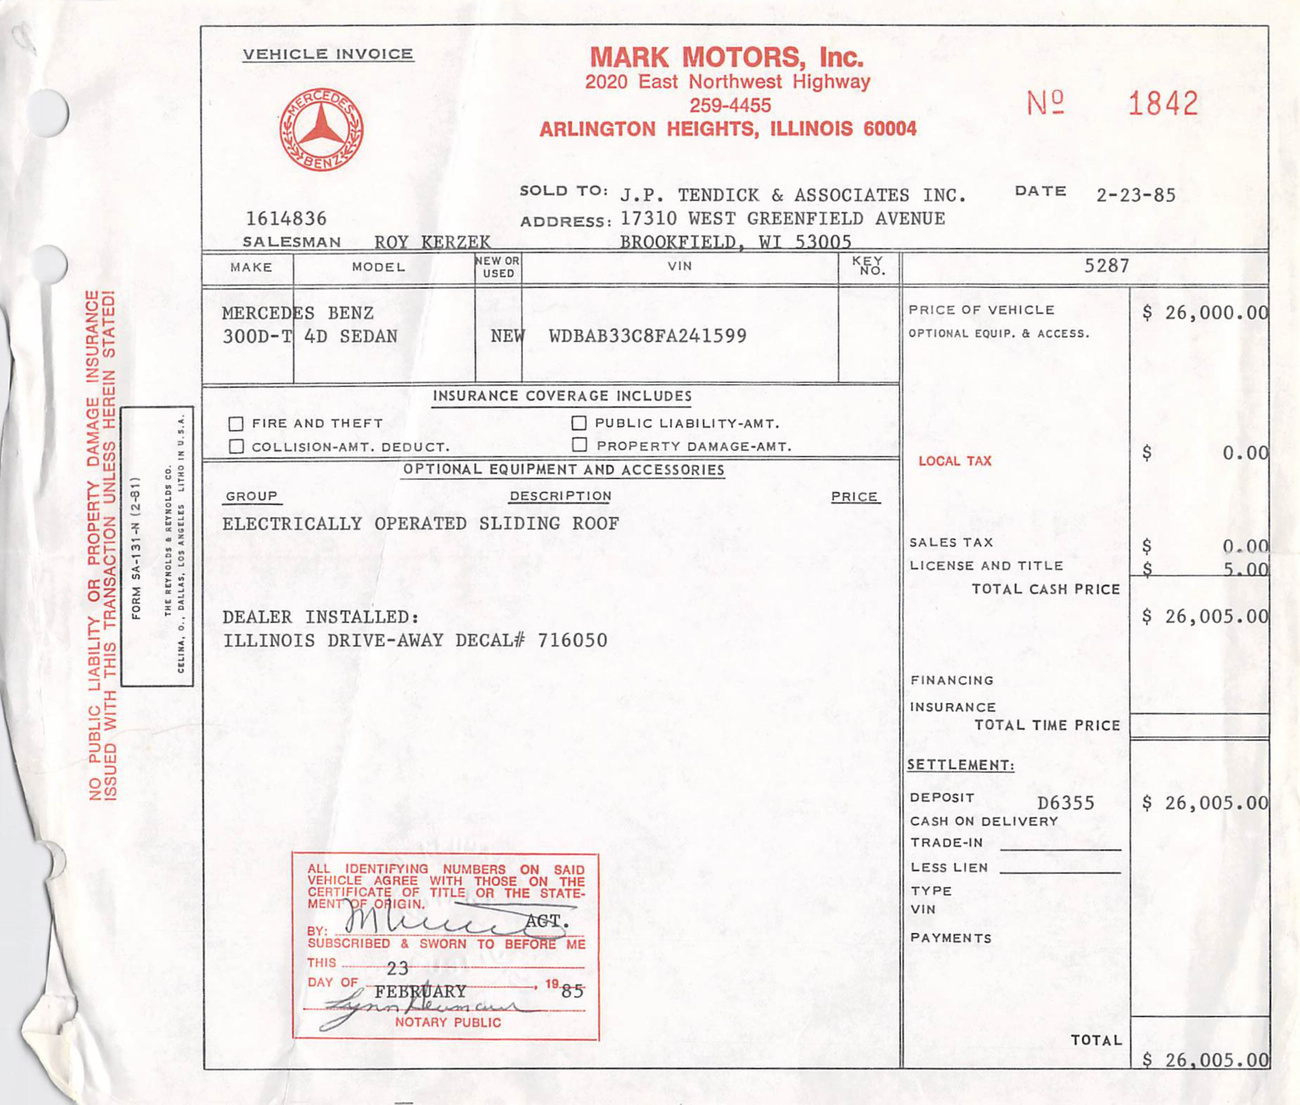 VEHICLE INVOICE
MERCEDES
BENZ
MARK MOTORS, Inc.
2020 East Northwest Highway
259-4455
ARLINGTON HEIGHTS, ILLINOIS 60004
Nº 1842
SOLD TO: J.P. TENDICK & ASSOCIATES INC. DATE 2-23-85
1614836 ADDRESS: 17310 WEST GREENFIELD AVENUE
SALESMAN ROY KERZEK BROOKFIELD, WI 53005
MAKE MODEL NEW OR USED VIN KEY NO. 5287
MERCEDES BENZ
300D-T 4D SEDAN NEW WDBAB33C8FA241599
PRICE OF VEHICLE $ 26,000.00
OPTIONAL EQUIP. & ACCESS.
INSURANCE COVERAGE INCLUDES
FIRE AND THEFT PUBLIC LIABILITY-AMT.
COLLISION-AMT. DEDUCT. PROPERTY DAMAGE-AMT.
LOCAL TAX $ 0.00
OPTIONAL EQUIPMENT AND ACCESSORIES
GROUP DESCRIPTION PRICE
ELECTRICALLY OPERATED SLIDING ROOF
SALES TAX $ 0.00
LICENSE AND TITLE $ 5.00
TOTAL CASH PRICE
$ 26,005.00
DEALER INSTALLED:
ILLINOIS DRIVE-AWAY DECAL# 716050
FINANCING
INSURANCE
TOTAL TIME PRICE
SETTLEMENT:
DEPOSIT D6355 $ 26,005.00
CASH ON DELIVERY
TRADE-IN
LESS LIEN
TYPE
VIN
PAYMENTS
TOTAL
$ 26,005.00
ALL IDENTIFYING NUMBERS ON SAID
VEHICLE AGREE WITH THOSE ON THE
CERTIFICATE OF TITLE OR THE STATE-
MENT OF ORIGIN.
BY: AGT.
SUBSCRIBED & SWORN TO BEFORE ME
THIS 23
DAY OF FEBRUARY, 1985
NOTARY PUBLIC
NO PUBLIC LIABILITY OR PROPERTY DAMAGE INSURANCE
ISSUED WITH THIS TRANSACTION UNLESS HEREIN STATED!
FORM SA-131-N (2-81)
THE REYNOLDS & REYNOLDS CO.
CELINA, O., DALLAS, LOS ANGELES LITHO IN U.S.A.